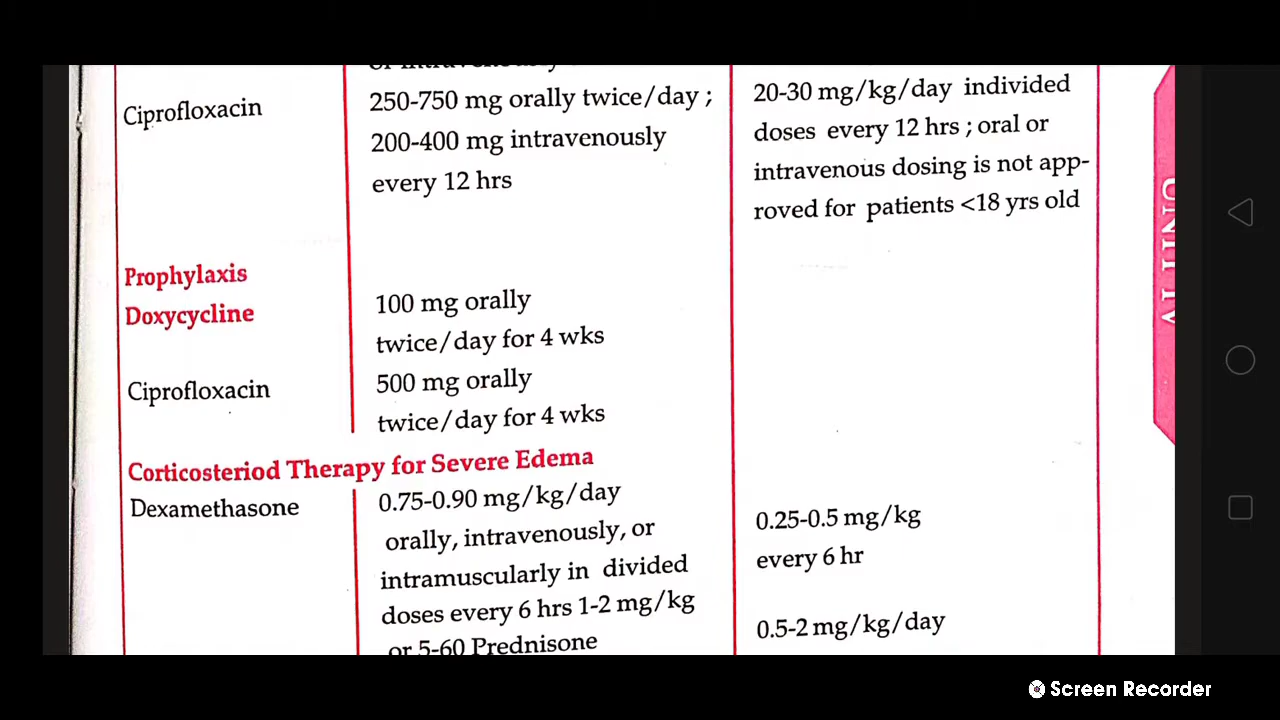 Ciprofloxacin
250-750 mg orally twice/day ;
200-400 mg intravenously
every 12 hrs
20-30 mg/kg/day individed
doses every 12 hrs ; oral or
intravenous dosing is not app-
roved for patients <18 yrs old
Prophylaxis
Doxycycline
100 mg orally
twice/day for 4 wks
Ciprofloxacin
500 mg orally
twice/day for 4 wks
Corticosteriod Therapy for Severe Edema
Dexamethasone
0.75-0.90 mg/kg/day
orally, intravenously, or
intramuscularly in divided
doses every 6 hrs 1-2 mg/kg
or 5-60 Prednisone
0.25-0.5 mg/kg
every 6 hr
0.5-2 mg/kg/day
UNIT IV
Screen Recorder